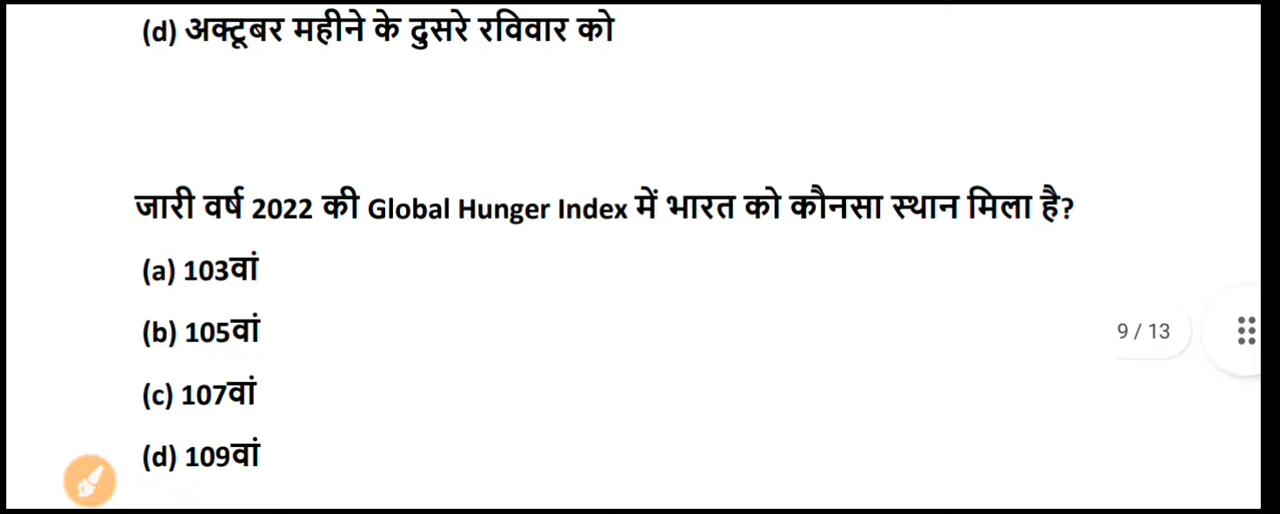 (d) अक्टूबर महीने के दुसरे रविवार को
जारी वर्ष 2022 की Global Hunger Index में भारत को कौनसा स्थान मिला है?
(a) 103वां
(b) 105वां
9 / 13
(c) 107वां
(d) 109वां